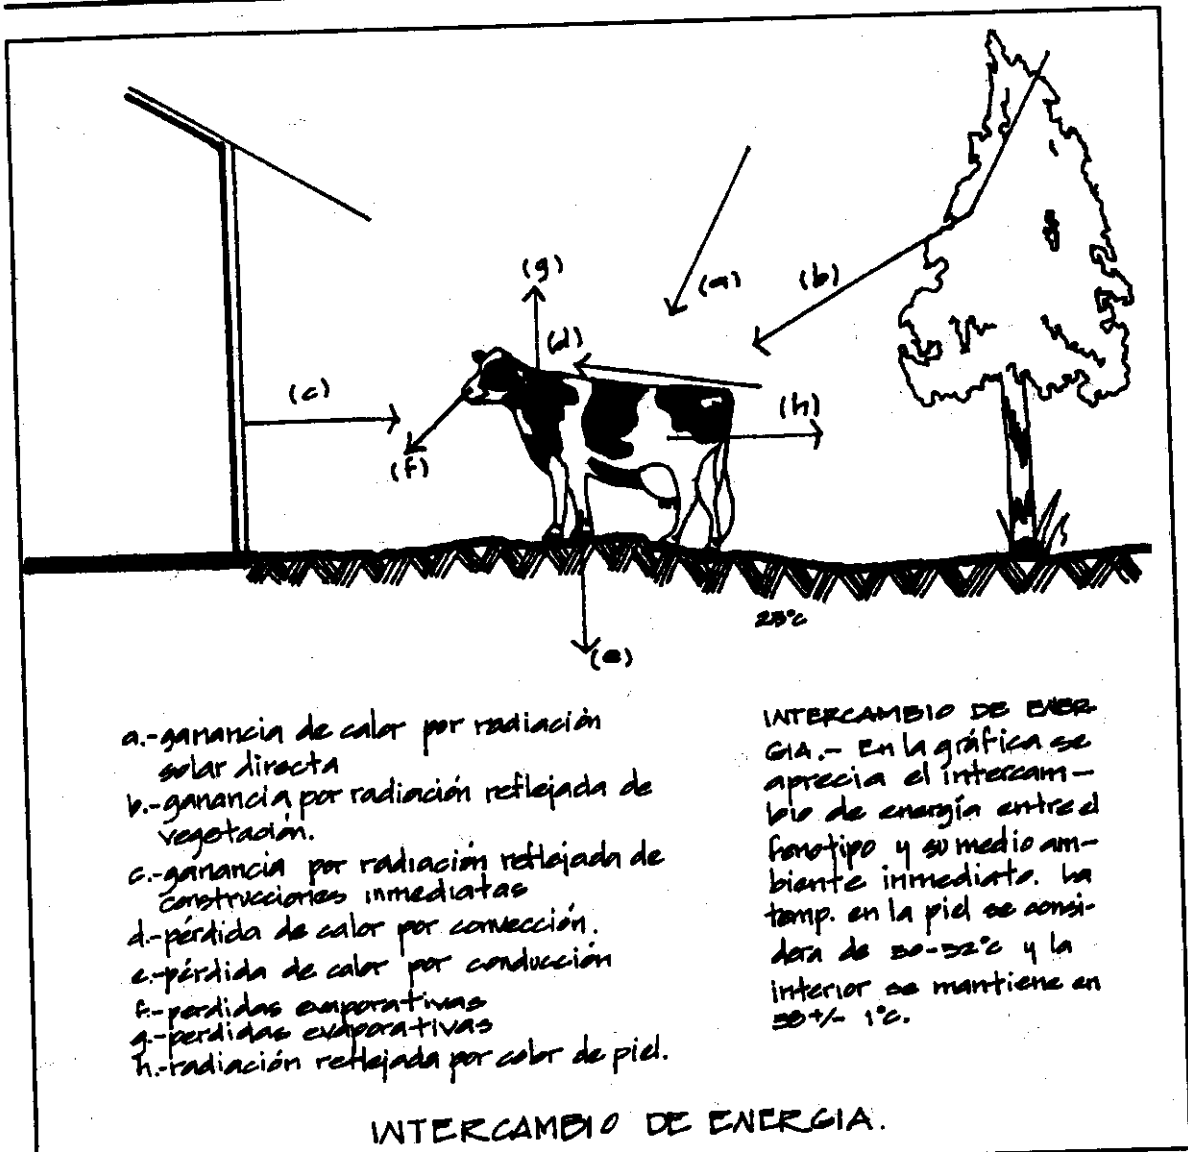 (g)
(a)
(b)
(d)
(c)
(h)
(f)
23°c
(e)
a.-ganancia de calor por radiación
solar directa
b.-ganancia por radiación reflejada de
vegetación.
c.-ganancia por radiación reflejada de
construcciones inmediatas
d.-pérdida de calor por convección.
e.-pérdida de calor por conducción
f.-perdidas evaporativas
g.-perdidas evaporativas
h.-radiación reflejada por color de piel.
INTERCAMBIO DE ENER-
GIA.- En la gráfica se
aprecia el intercam-
bio de energía entre el
fenotipo y su medio am-
biente inmediato. La
temp. en la piel se consi-
dera de 30-32°c y la
interior se mantiene en
38+/- 1°c.
INTERCAMBIO DE ENERGIA.